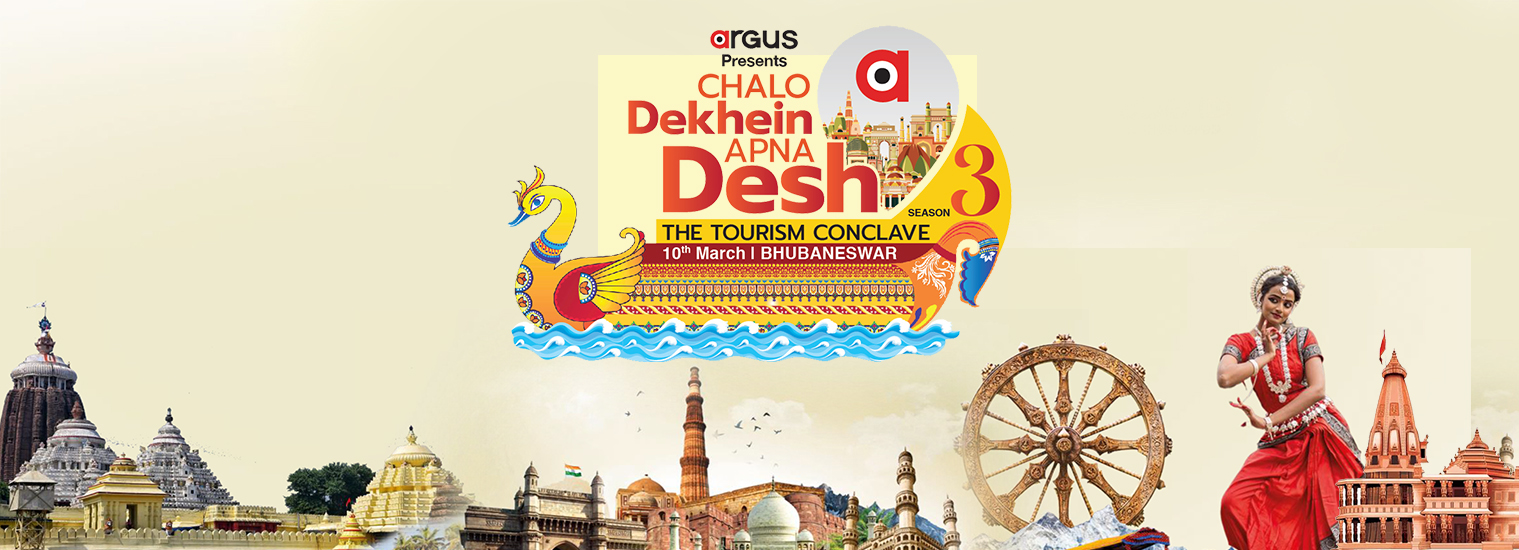 argus
Presents
CHALO
Dekhein
APNA
Desh
a
SEASON 3
THE TOURISM CONCLAVE
10th March | BHUBANESWAR